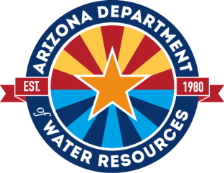 ARIZONA DEPARTMENT
EST. 1980
of WATER RESOURCES